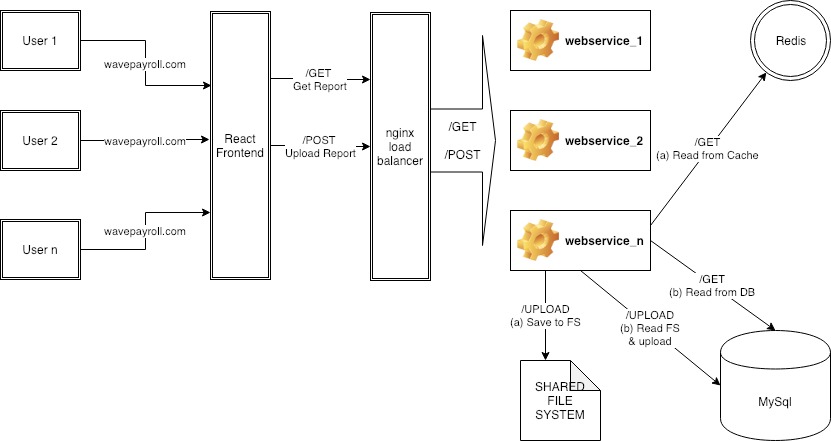 User 1
wavepayroll.com
User 2
wavepayroll.com
User n
wavepayroll.com
React
Frontend
/GET
Get Report
/POST
Upload Report
nginx
load
balancer
/GET
/POST
webservice_1
webservice_2
webservice_n
Redis
/GET
(a) Read from Cache
/GET
(b) Read from DB
/UPLOAD
(a) Save to FS
/UPLOAD
(b) Read FS
& upload
SHARED
FILE
SYSTEM
MySql